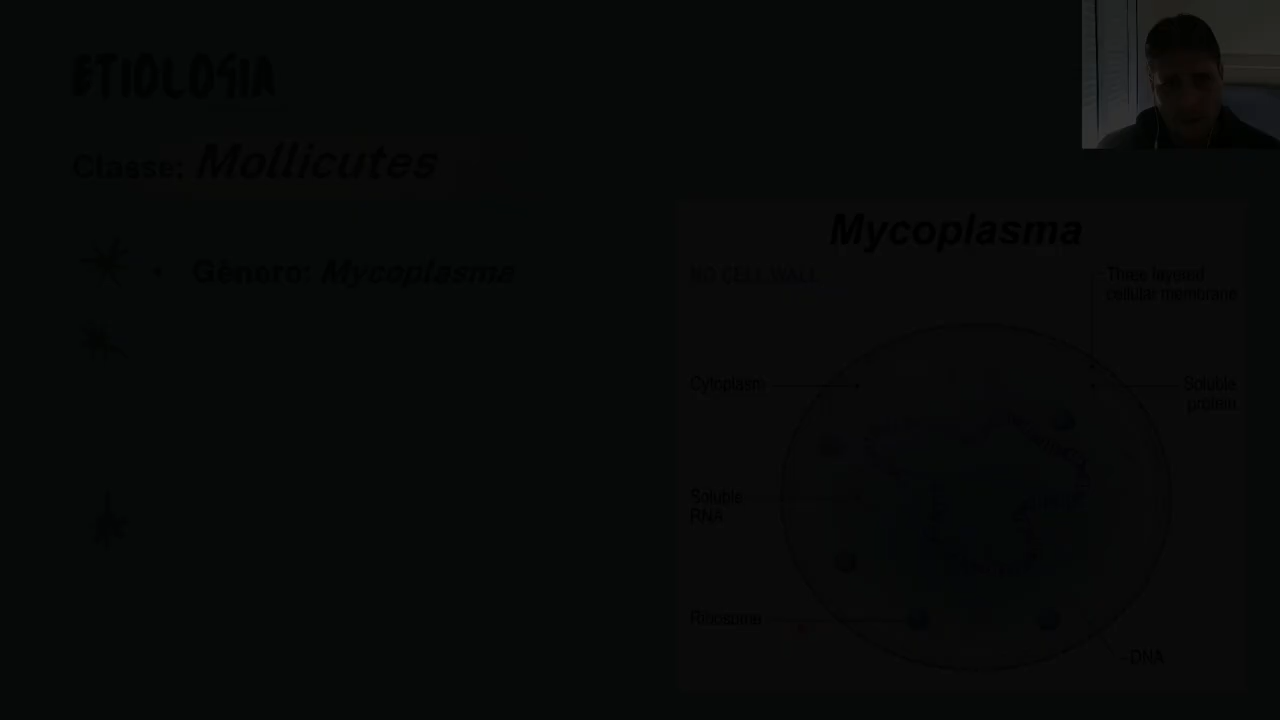 ETIOLOGIA
Classe: Mollicutes
• Gênero: Mycoplasma
Mycoplasma
NO CELL WALL
Three layered
cellular membrane
Cytoplasm
Soluble
protein
Soluble
RNA
Ribosome
DNA